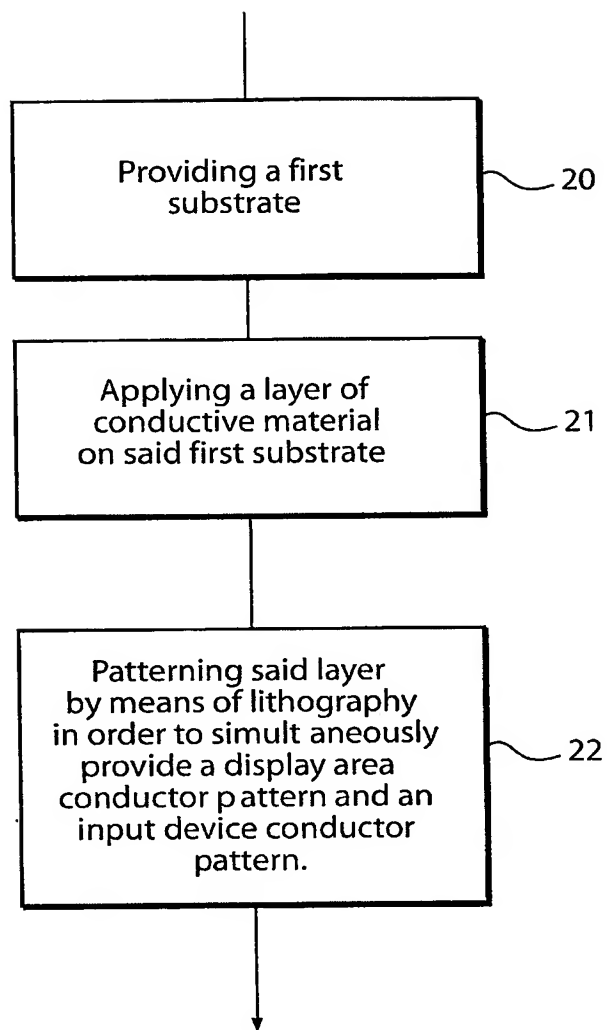 Providing a first
substrate
20
Applying a layer of
conductive material
on said first substrate
21
Patterning said layer
by means of lithography
in order to simult aneously
provide a display area
conductor pattern and an
input device conductor
pattern.
22